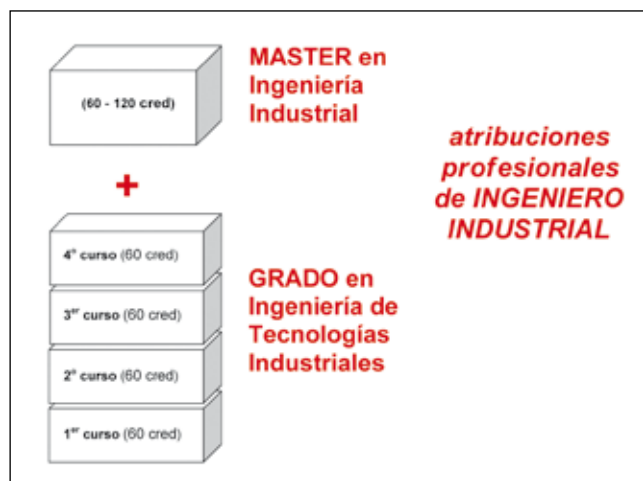 (60 - 120 cred)
MASTER en
Ingeniería
Industrial
atribuciones
profesionales
de INGENIERO
INDUSTRIAL
+
4º curso (60 cred)
3er curso (60 cred)
2º curso (60 cred)
1er curso (60 cred)
GRADO en
Ingeniería de
Tecnologías
Industriales